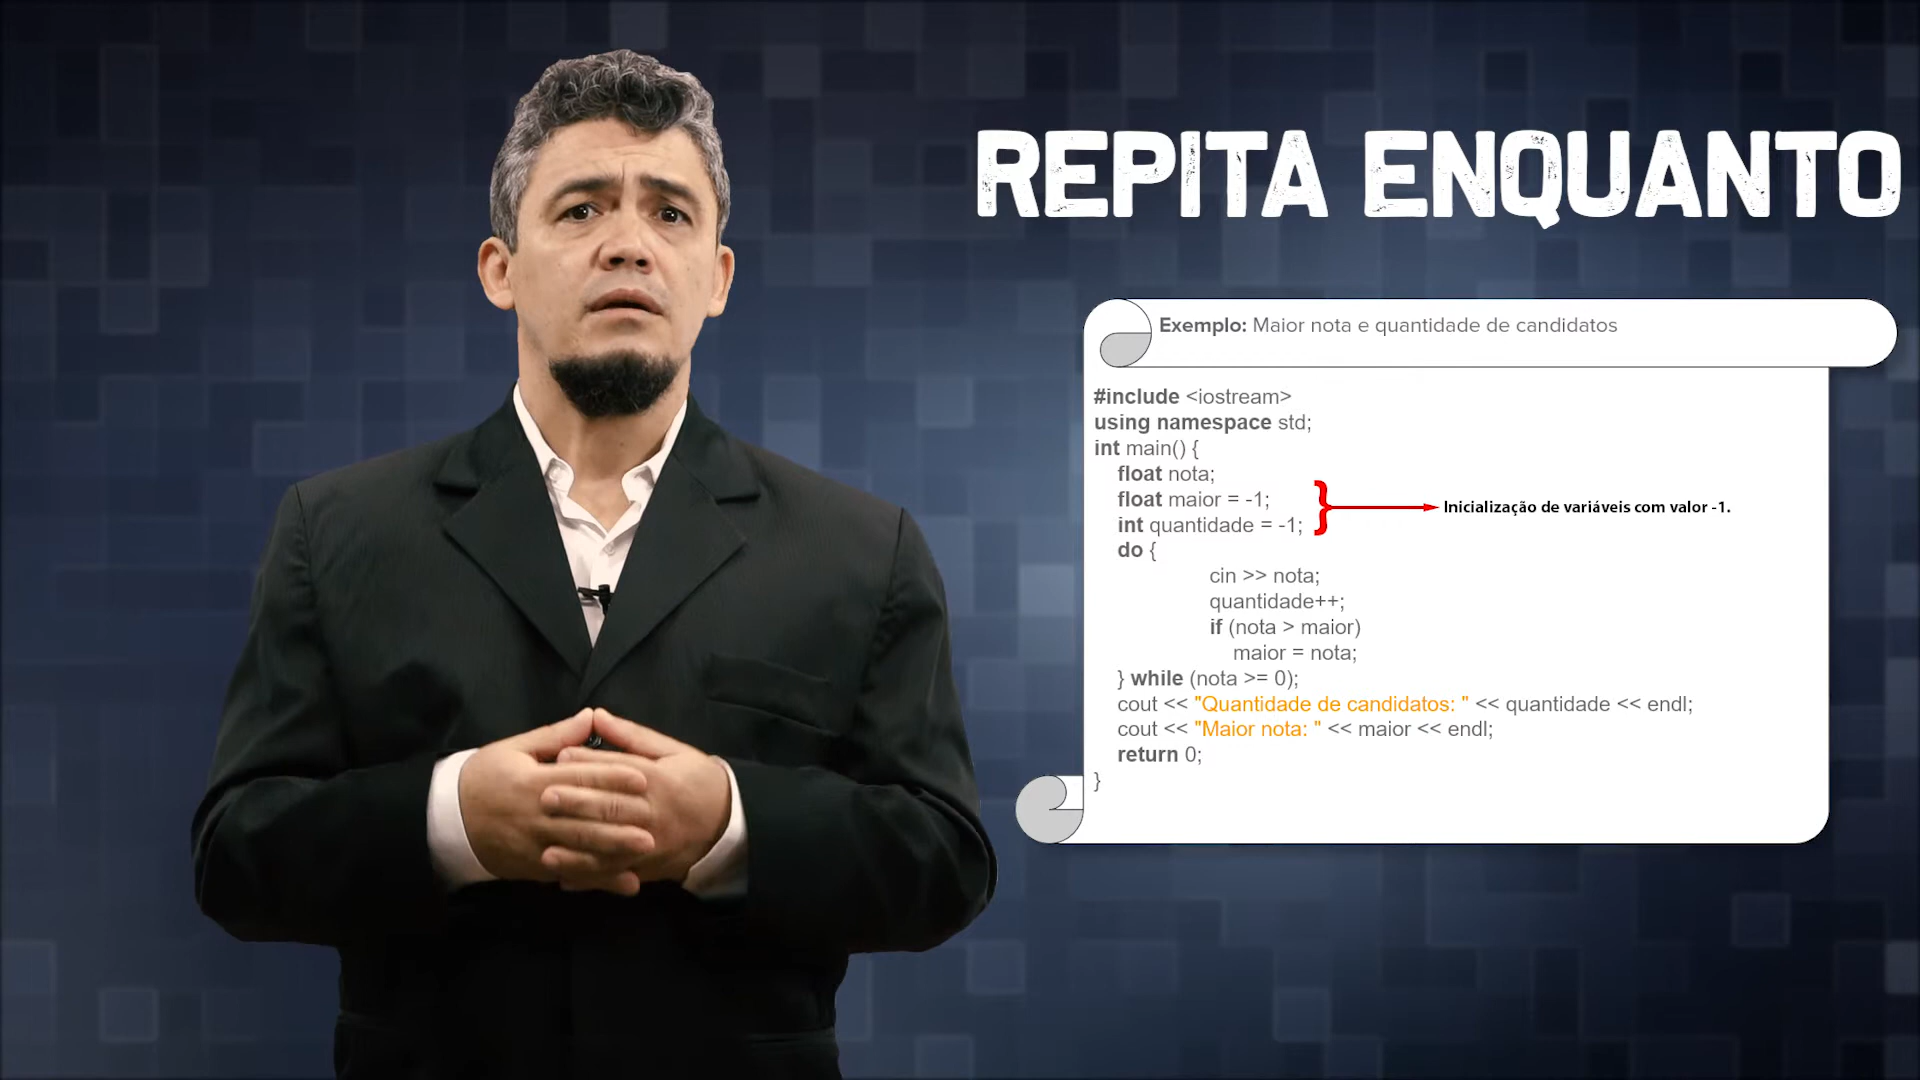 REPITA ENQUANTO
Exemplo: Maior nota e quantidade de candidatos
#include <iostream>
using namespace std;
int main() {
float nota;
float maior = -1;
int quantidade = -1;
Inicialização de variáveis com valor -1.
do {
cin >> nota;
quantidade++;
if (nota > maior)
maior = nota;
} while (nota >= 0);
cout << "Quantidade de candidatos: " << quantidade << endl;
cout << "Maior nota: " << maior << endl;
return 0;
}